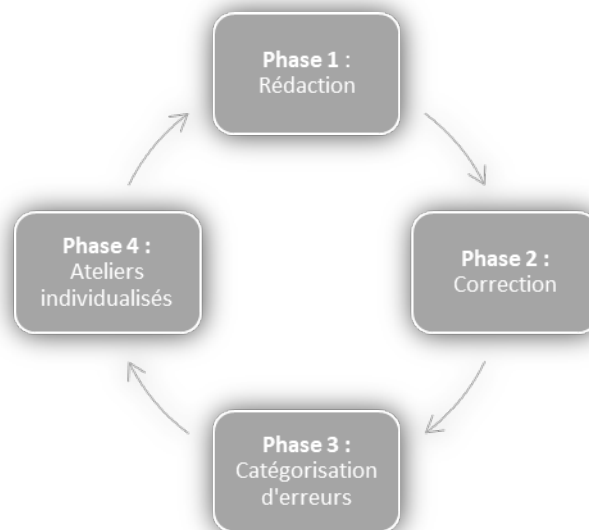 Phase 1 :
Rédaction
Phase 2 :
Correction
Phase 3 :
Catégorisation
d'erreurs
Phase 4 :
Ateliers
individualisés